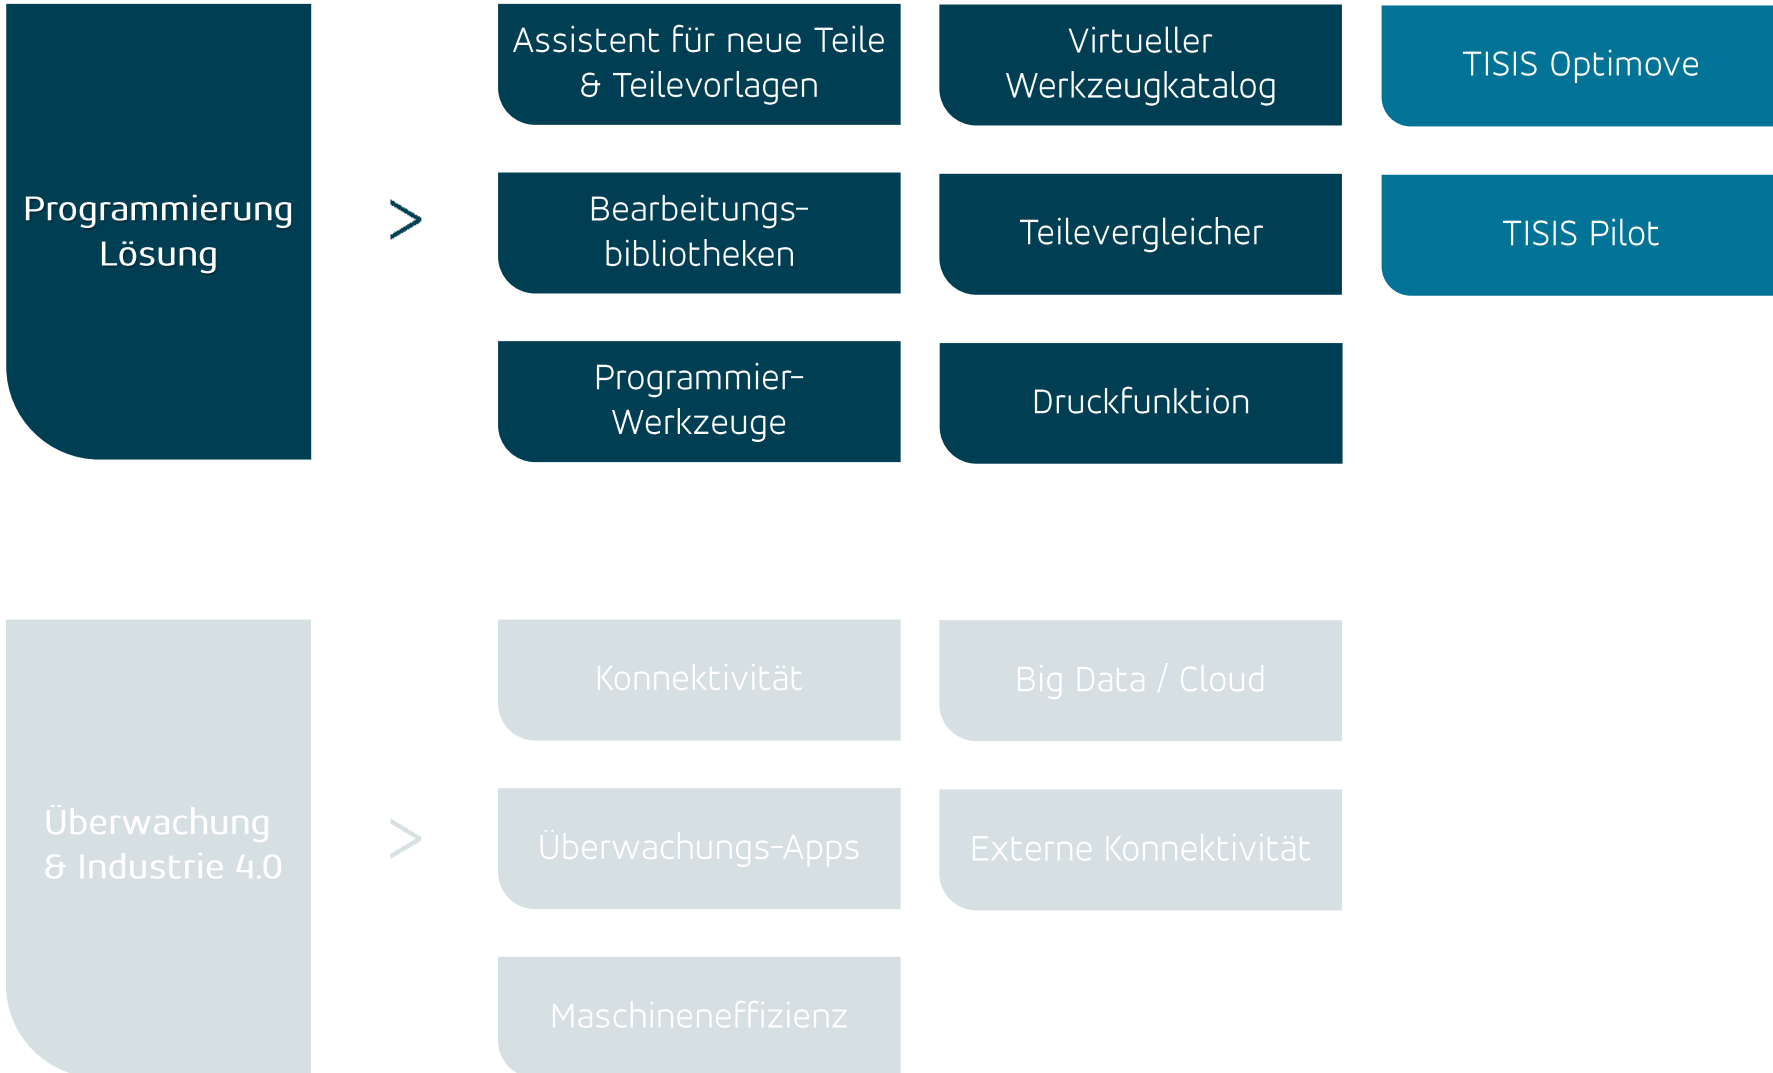 Programmierung
Lösung
>
Assistent für neue Teile
& Teilevorlagen
Virtueller
Werkzeugkatalog
TISIS Optimove
Bearbeitungs-
bibliotheken
Teilevergleicher
TISIS Pilot
Programmier-
Werkzeuge
Druckfunktion
Überwachung
& Industrie 4.0
>
Konnektivität
Big Data / Cloud
Überwachungs-Apps
Externe Konnektivität
Maschineneffizienz